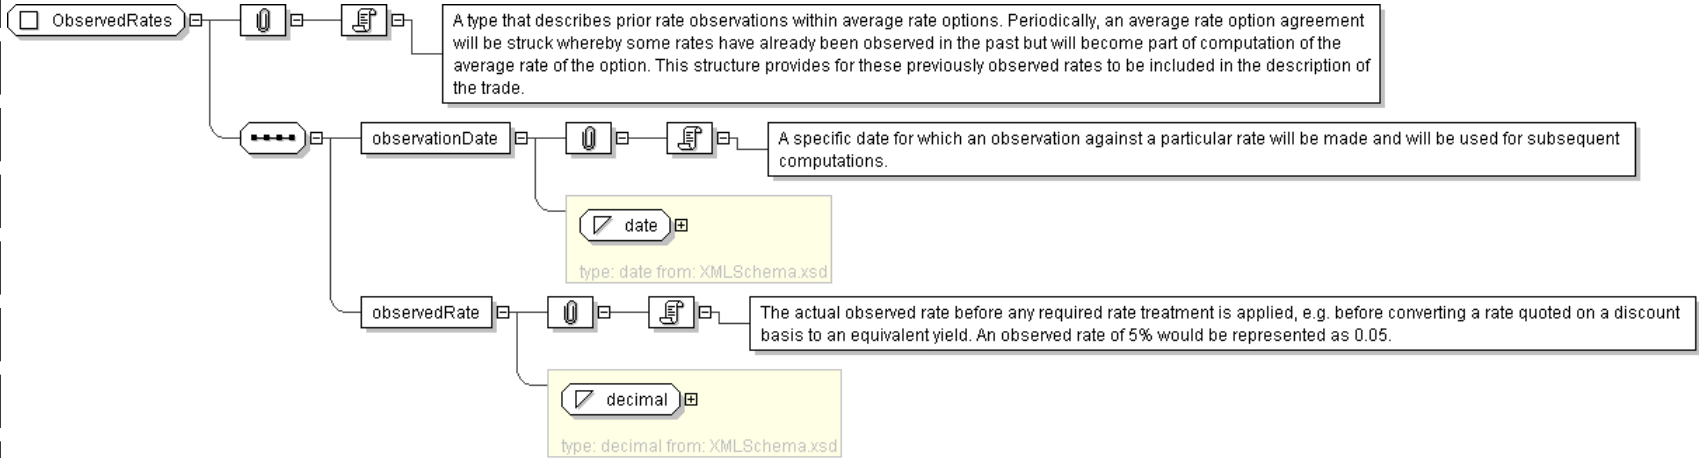 ObservedRates
A type that describes prior rate observations within average rate options. Periodically, an average rate option agreement
will be struck whereby some rates have already been observed in the past but will become part of computation of the
average rate of the option. This structure provides for these previously observed rates to be included in the description of
the trade.
observationDate
A specific date for which an observation against a particular rate will be made and will be used for subsequent
computations.
date
type: date from: XMLSchema.xsd
observedRate
The actual observed rate before any required rate treatment is applied, e.g. before converting a rate quoted on a discount
basis to an equivalent yield. An observed rate of 5% would be represented as 0.05.
decimal
type: decimal from: XMLSchema.xsd